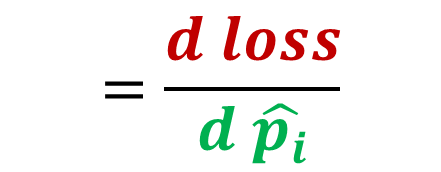 = d loss
d p̂ᵢ